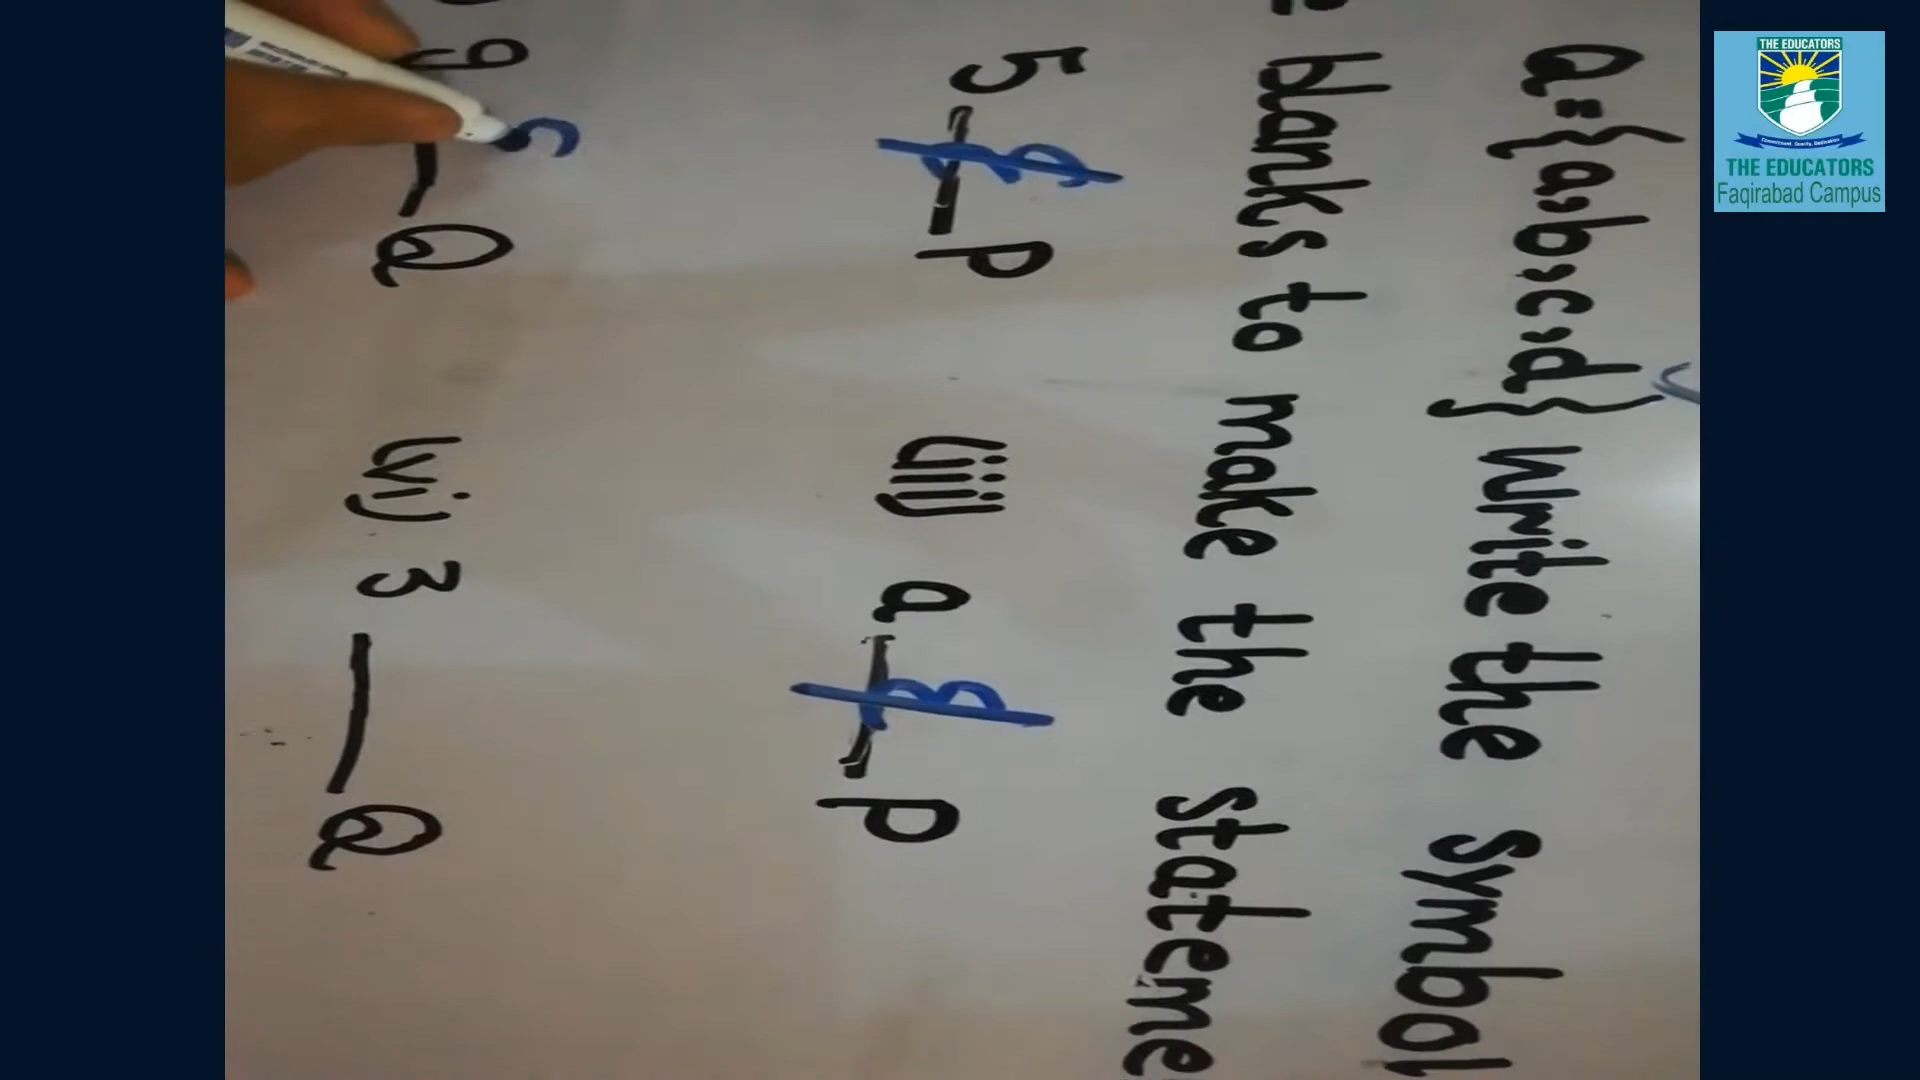 a={a,b,c,d} Write the symbol
blanks to make the stateme
5 ∉ P (iii) a ∉ P
9 Q (vi) 3 __ Q
THE EDUCATORS
THE EDUCATORS
Faqirabad Campus